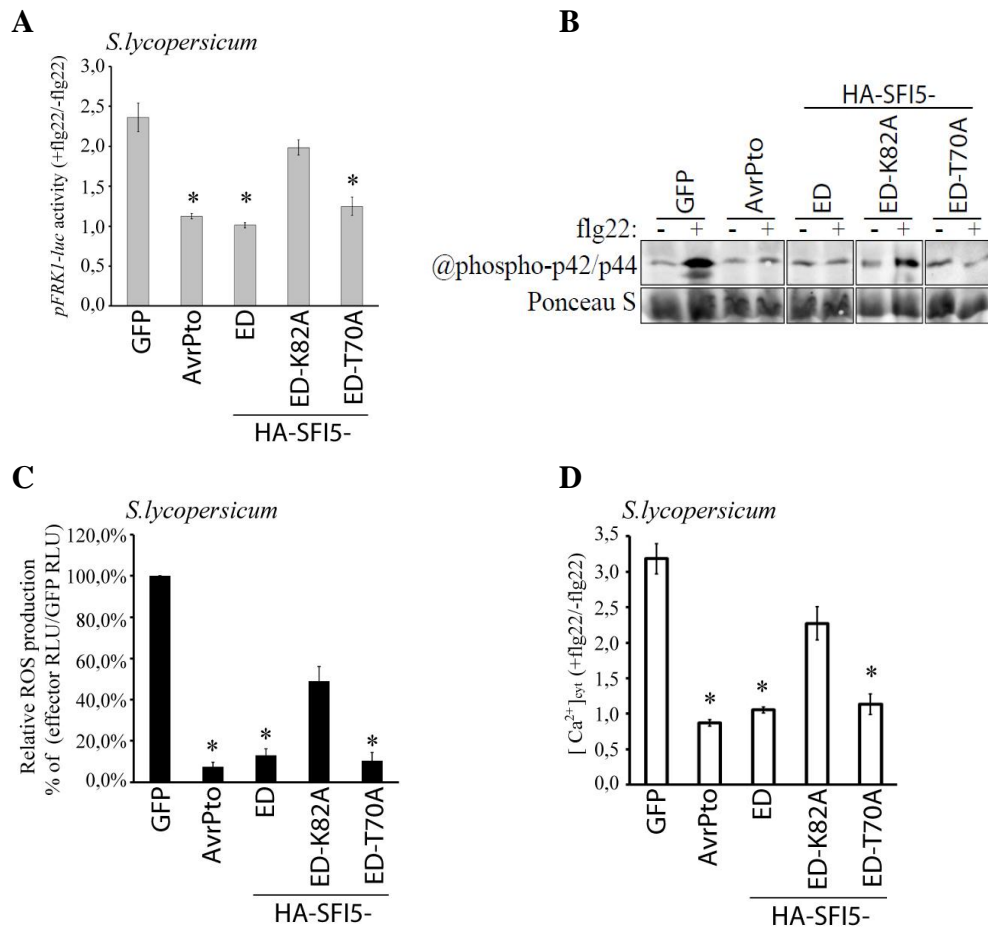 A
S.lycopersicum
pFRK1-luc activity (+flg22/-flg22)
3,0
2,5
2,0
1,5
1,0
0,5
0,0
* * *
GFP
AvrPto
ED
ED-K82A
ED-T70A
HA-SFI5-
B
HA-SFI5-
GFP
AvrPto
ED
ED-K82A
ED-T70A
flg22: - + - + - + - + - +
@phospho-p42/p44
Ponceau S
C
S.lycopersicum
Relative ROS production
% of (effector RLU/GFP RLU)
120,0%
100,0%
80,0%
60,0%
40,0%
20,0%
0,0%
* * *
GFP
AvrPto
ED
ED-K82A
ED-T70A
HA-SFI5-
D
S.lycopersicum
[ Ca2+]cyt (+flg22/-flg22)
3,5
3,0
2,5
2,0
1,5
1,0
0,5
0,0
* * *
GFP
AvrPto
ED
ED-K82A
ED-T70A
HA-SFI5-